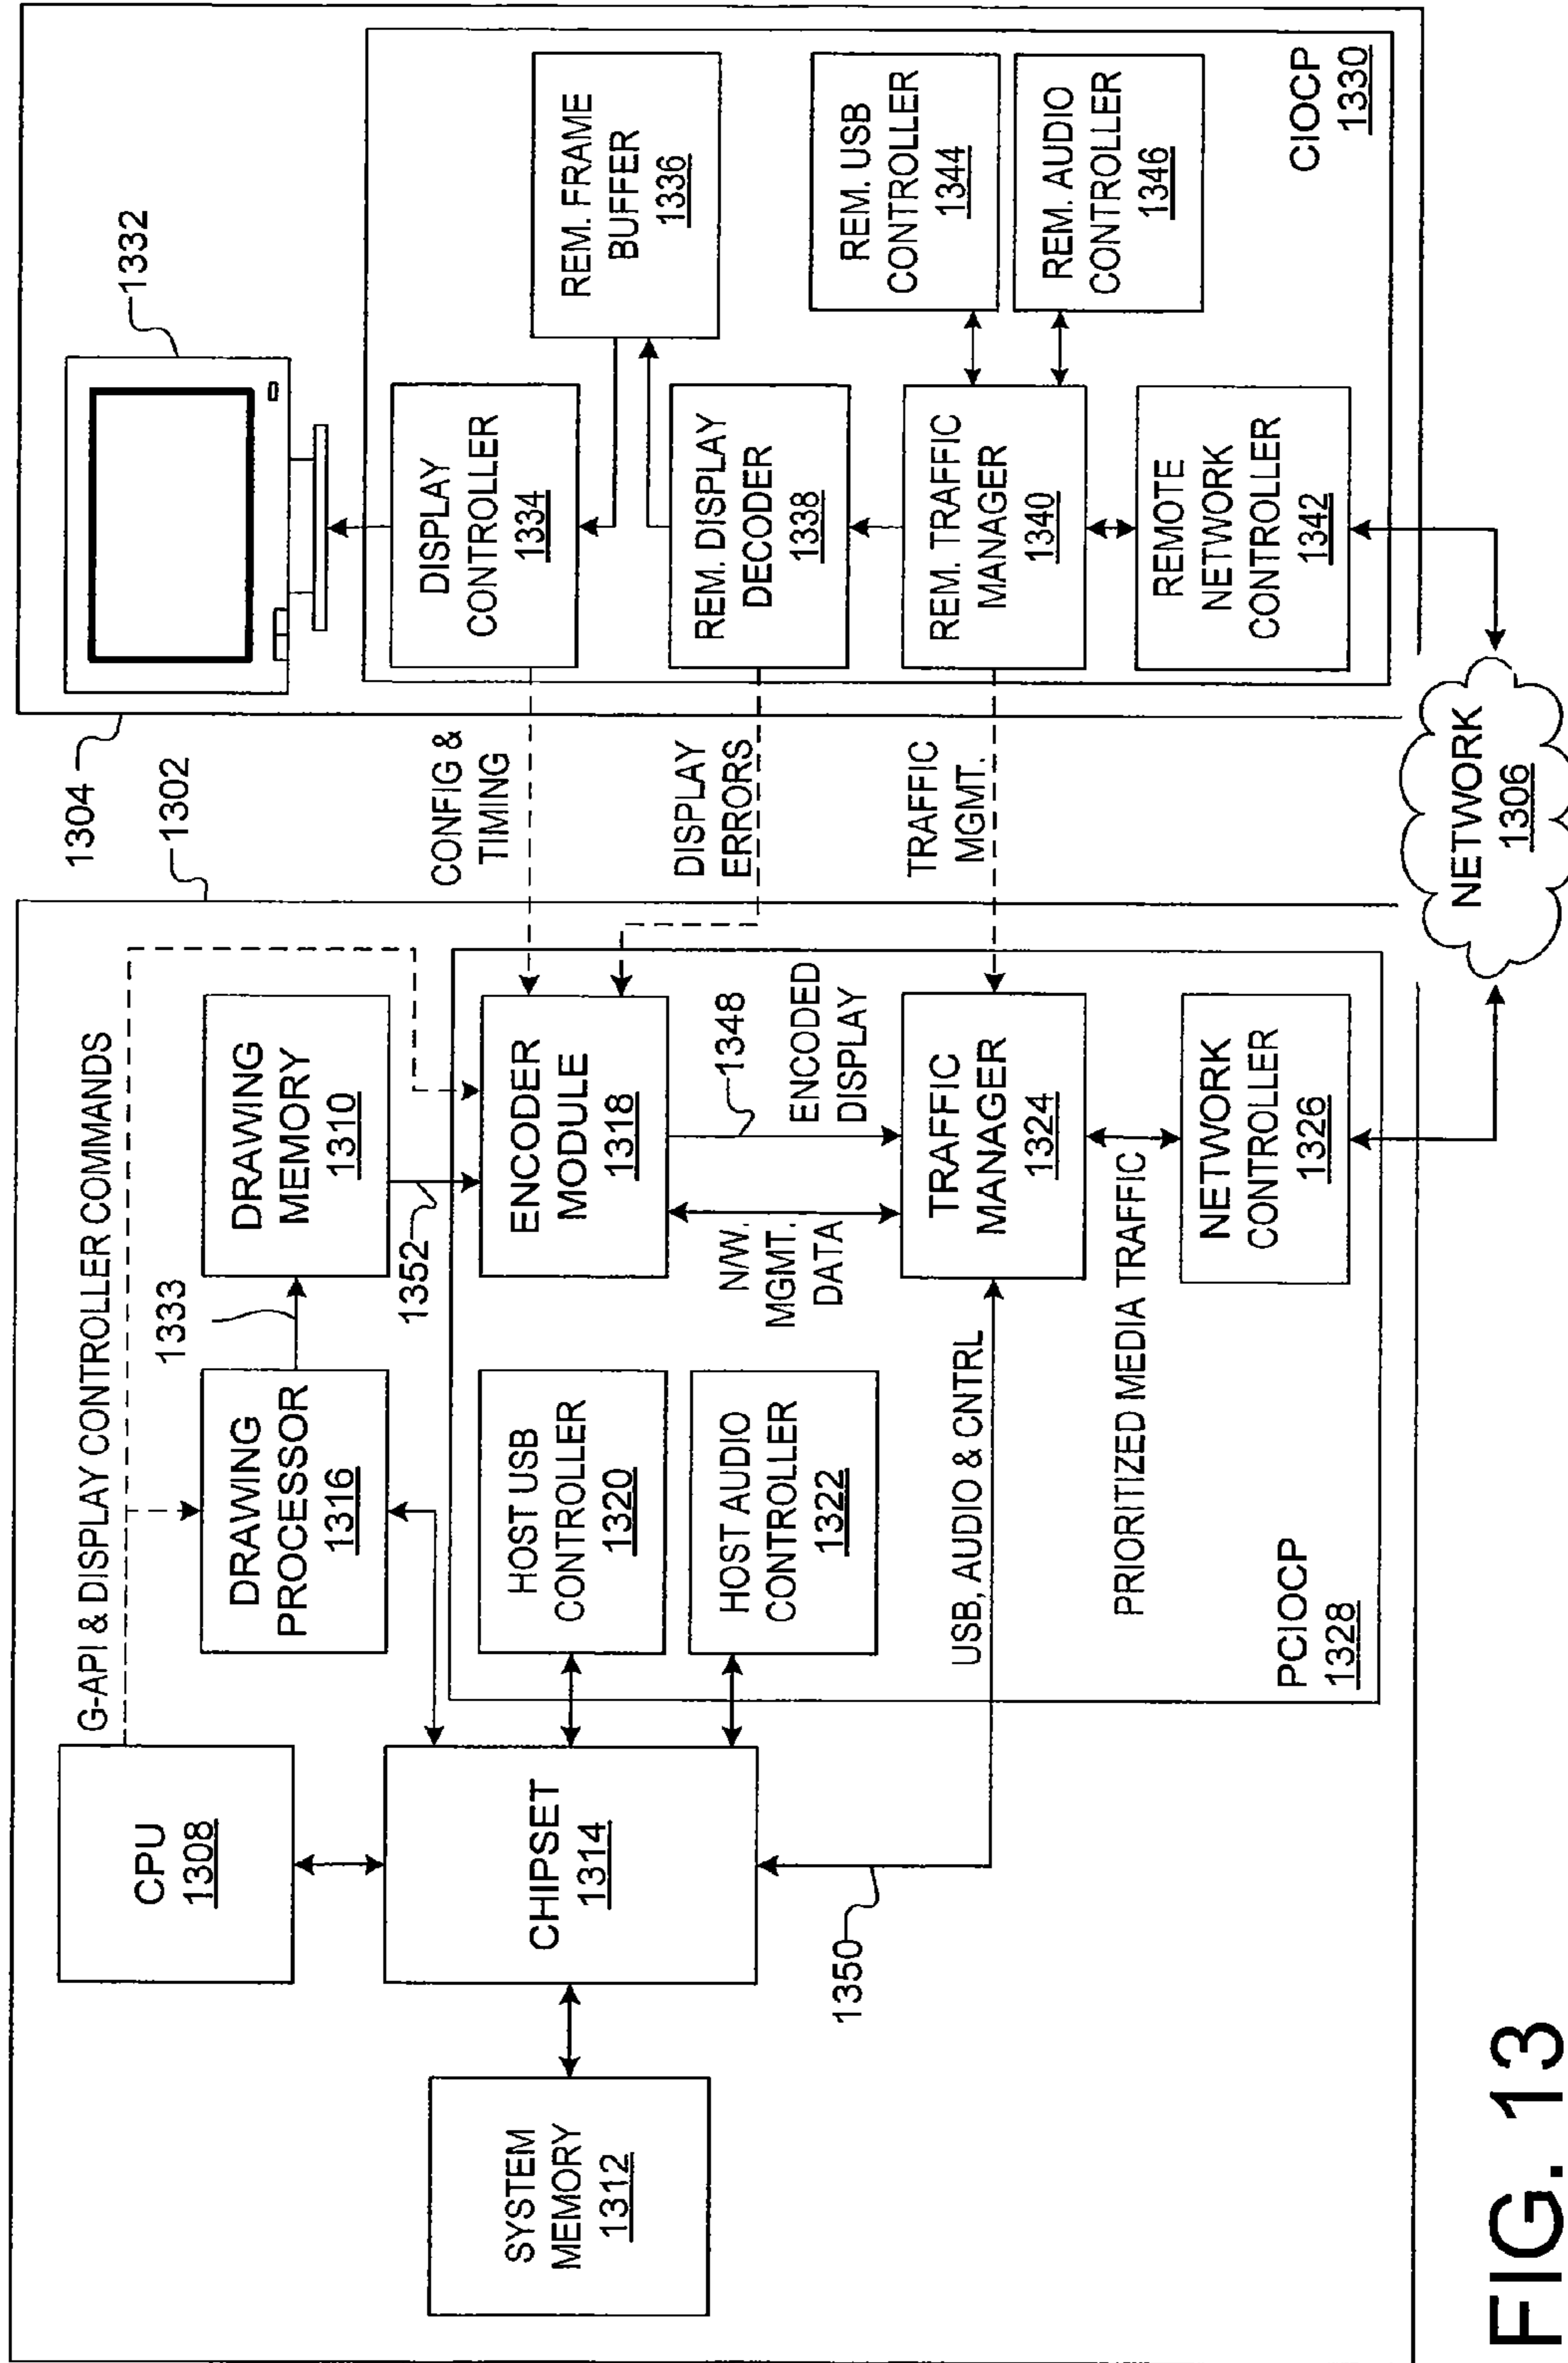 1304
1302
1332
G-API & DISPLAY CONTROLLER COMMANDS
CPU
1308
DRAWING
PROCESSOR
1316
1333
DRAWING
MEMORY
1310
1352
SYSTEM
MEMORY
1312
CHIPSET
1314
1350
HOST USB
CONTROLLER
1320
HOST AUDIO
CONTROLLER
1322
ENCODER
MODULE
1318
N/W.
MGMT.
DATA
1348
ENCODED
DISPLAY
USB, AUDIO & CNTRL
TRAFFIC
MANAGER
1324
PRIORITIZED MEDIA TRAFFIC
NETWORK
CONTROLLER
1326
PCIOCP
1328
CONFIG &
TIMING
DISPLAY
ERRORS
TRAFFIC
MGMT.
DISPLAY
CONTROLLER
1334
REM. FRAME
BUFFER
1336
REM. DISPLAY
DECODER
1338
REM. TRAFFIC
MANAGER
1340
REM. USB
CONTROLLER
1344
REM. AUDIO
CONTROLLER
1346
REMOTE
NETWORK
CONTROLLER
1342
CIOCP
1330
NETWORK
1306
FIG. 13